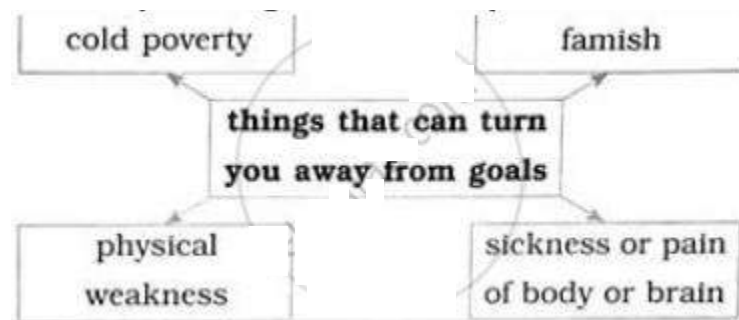 cold poverty
famish
things that can turn
you away from goals
physical
weakness
sickness or pain
of body or brain